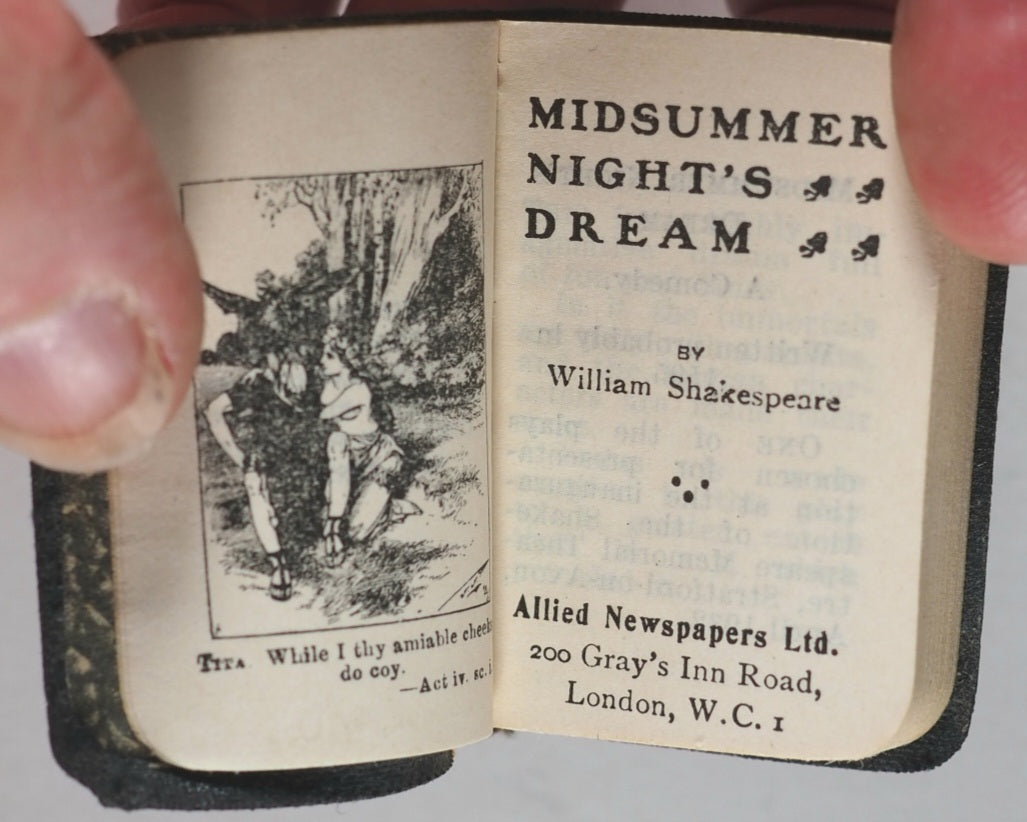 TITA. While I thy amiable cheeks
do coy.
—Act iv. sc. i
MIDSUMMER
NIGHT'S
DREAM
BY
William Shakespeare
Allied Newspapers Ltd.
200 Gray's Inn Road,
London, W.C. 1